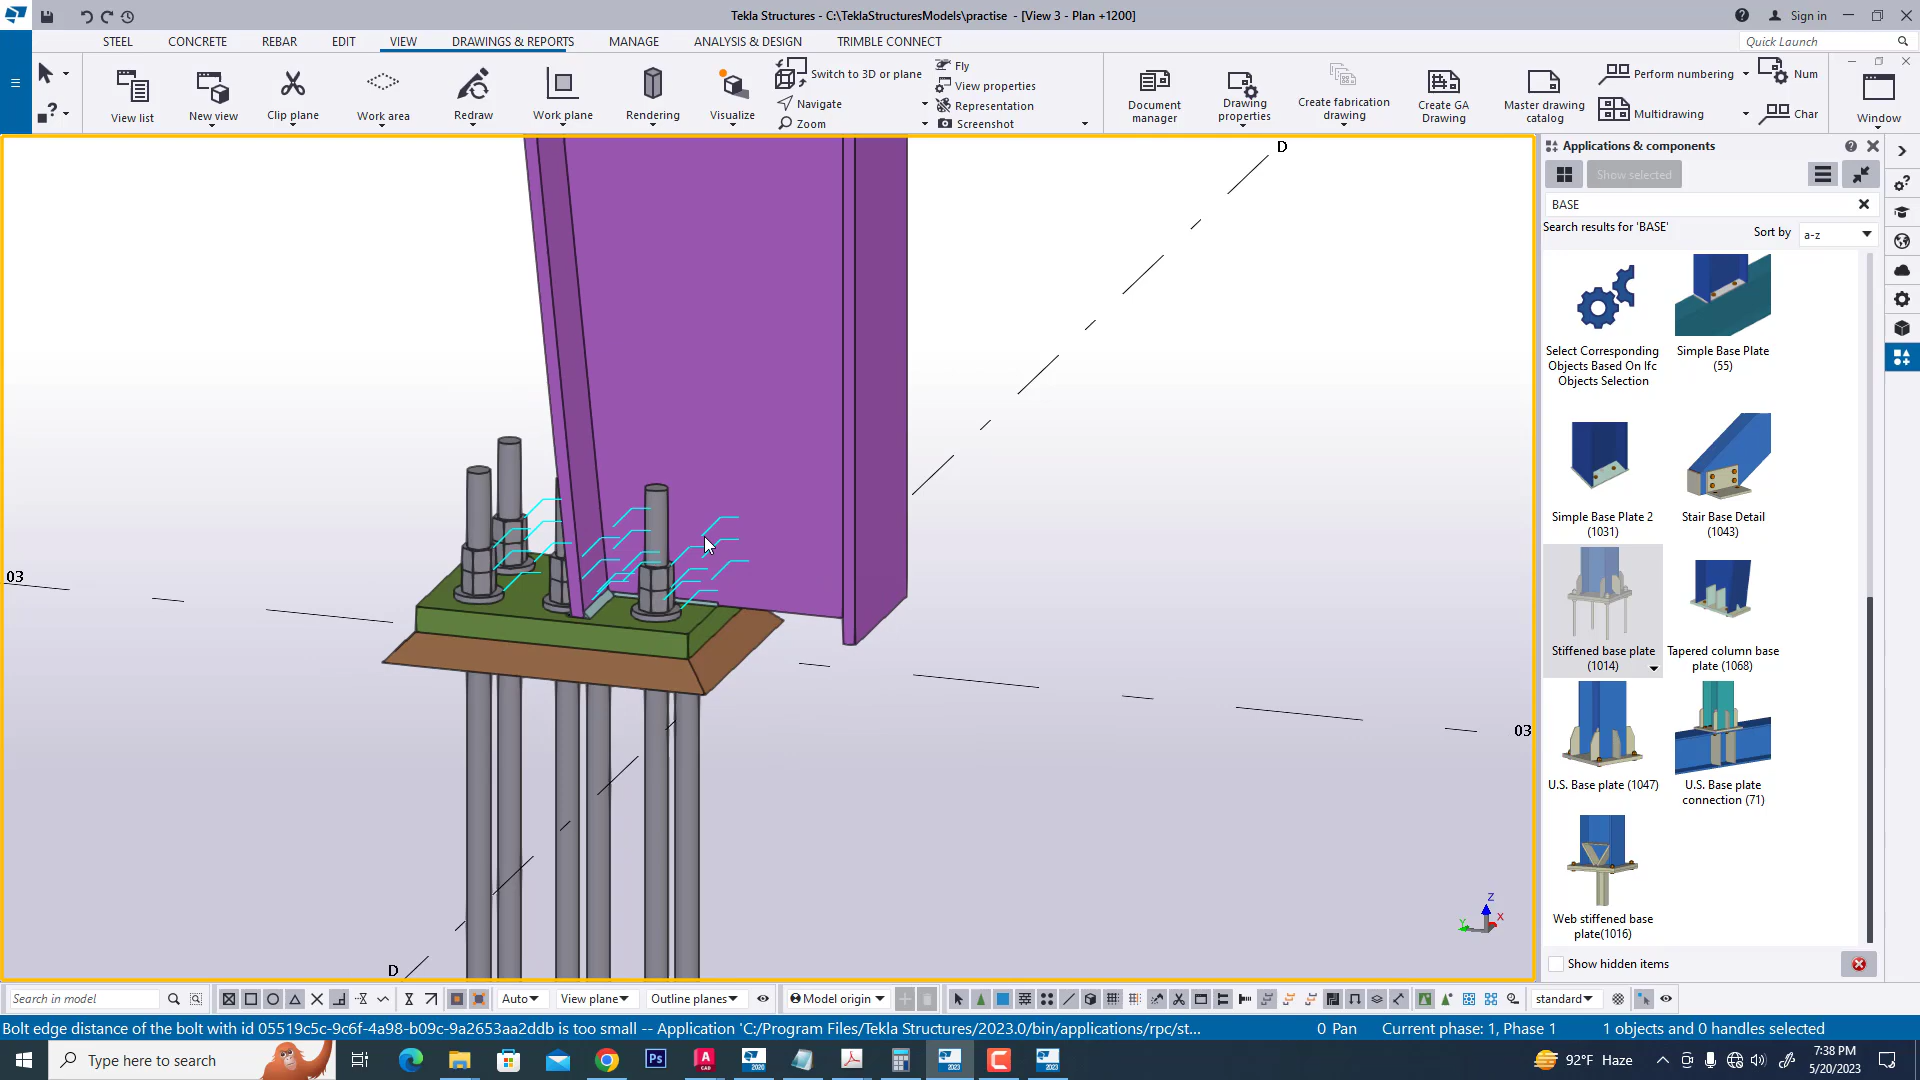 Tekla Structures - C:\TeklaStructuresModels\practise - [View 3 - Plan +1200]
Sign in
STEEL CONCRETE REBAR EDIT VIEW DRAWINGS & REPORTS MANAGE ANALYSIS & DESIGN TRIMBLE CONNECT
Quick Launch
View list
New view
Clip plane
Work area
Redraw
Work plane
Rendering
Visualize
Switch to 3D or plane
Navigate
Zoom
Fly
View properties
Representation
Screenshot
Document manager
Drawing properties
Create fabrication drawing
Create GA Drawing
Master drawing catalog
Perform numbering
Multidrawing
Num
Char
Window
D
03
03
D
Z
X
Y
Applications & components
Show selected
BASE
Search results for 'BASE'
Sort by
a-z
Select Corresponding Objects Based On Ifc Objects Selection
Simple Base Plate (55)
Simple Base Plate 2 (1031)
Stair Base Detail (1043)
Stiffened base plate (1014)
Tapered column base plate (1068)
U.S. Base plate (1047)
U.S. Base plate connection (71)
Web stiffened base plate(1016)
Show hidden items
Search in model
Auto
View plane
Outline planes
Model origin
standard
Bolt edge distance of the bolt with id 05519c5c-9c6f-4a98-b09c-9a2653aa2ddb is too small -- Application 'C:/Program Files/Tekla Structures/2023.0/bin/applications/rpc/st...
0 Pan
Current phase: 1, Phase 1
1 objects and 0 handles selected
Type here to search
92°F Haze
7:38 PM
5/20/2023